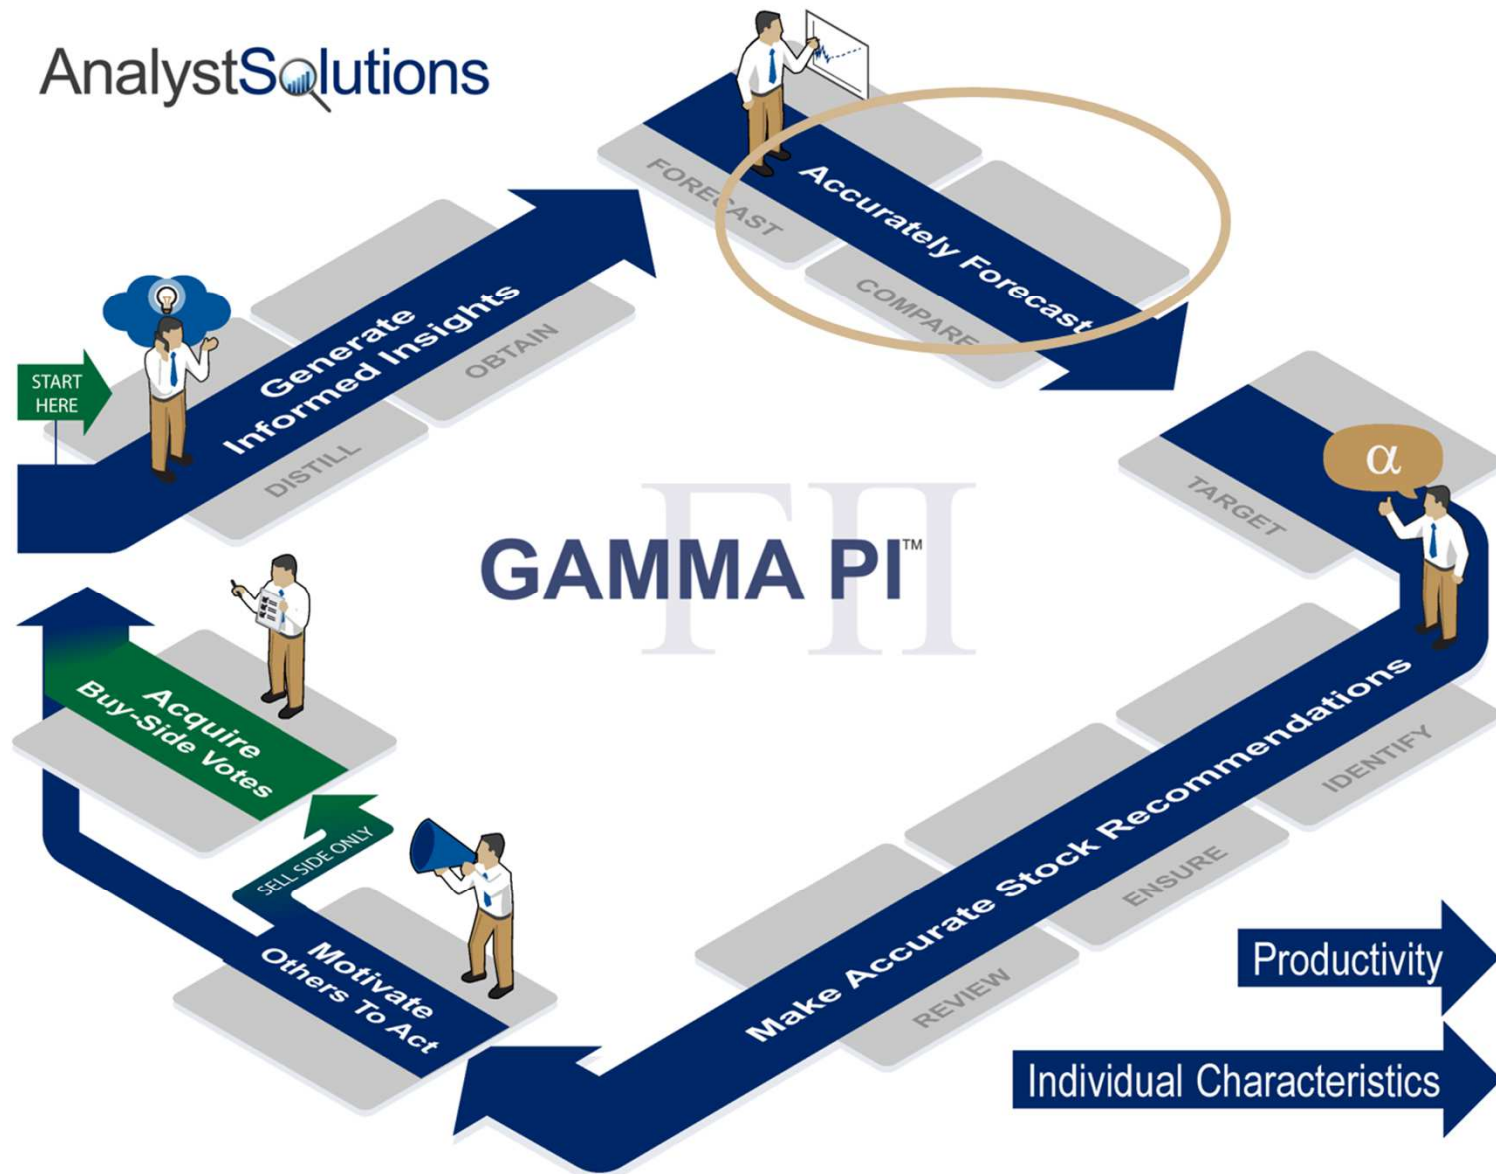 AnalystSolutions
FORECAST
Accurately Forecast
COMPARE
START
HERE
Generate
Informed Insights
OBTAIN
DISTILL
α
TARGET
ΓΠ
GAMMA PI™
Acquire
Buy-Side Votes
SELL SIDE ONLY
Motivate
Others To Act
Make Accurate Stock Recommendations
IDENTIFY
ENSURE
REVIEW
Productivity
Individual Characteristics